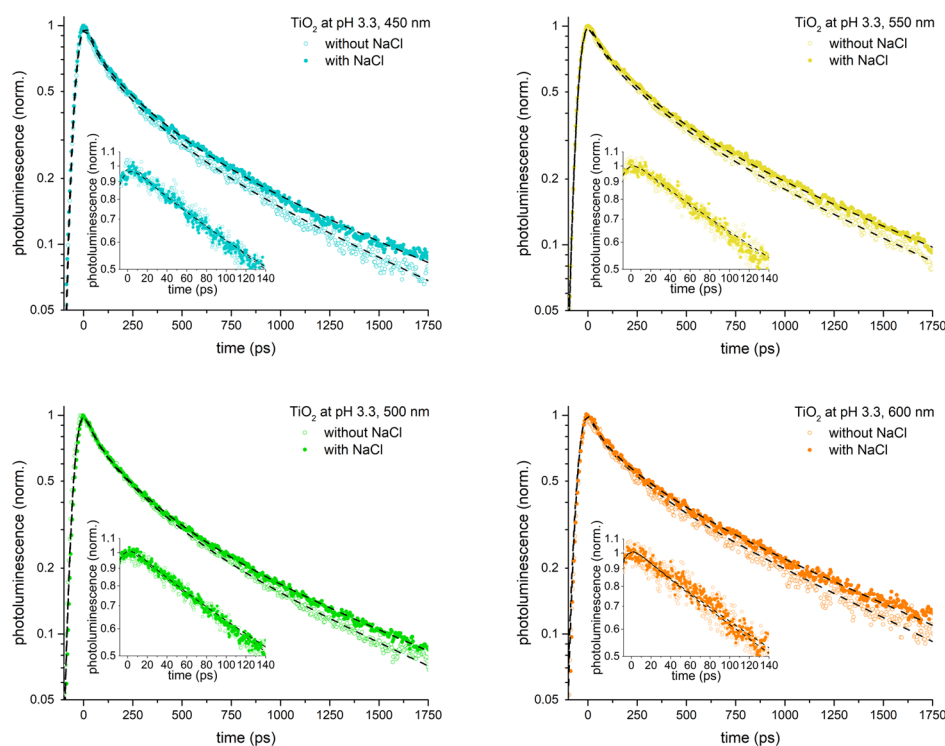 TiO2 at pH 3.3, 450 nm
without NaCl
with NaCl
photoluminescence (norm.)
1
0.5
0.2
0.1
0.05
0 250 500 750 1000 1250 1500 1750
time (ps)
photoluminescence (norm.)
1.1
1
0.9
0.8
0.7
0.6
0.5
0 20 40 60 80 100 120 140
time (ps)
TiO2 at pH 3.3, 550 nm
without NaCl
with NaCl
photoluminescence (norm.)
1
0.5
0.2
0.1
0.05
0 250 500 750 1000 1250 1500 1750
time (ps)
photoluminescence (norm.)
1.1
1
0.9
0.8
0.7
0.6
0.5
0 20 40 60 80 100 120 140
time (ps)
TiO2 at pH 3.3, 500 nm
without NaCl
with NaCl
photoluminescence (norm.)
1
0.5
0.2
0.1
0.05
0 250 500 750 1000 1250 1500 1750
time (ps)
photoluminescence (norm.)
1.1
1
0.9
0.8
0.7
0.6
0.5
0 20 40 60 80 100 120 140
time (ps)
TiO2 at pH 3.3, 600 nm
without NaCl
with NaCl
photoluminescence (norm.)
1
0.5
0.2
0.1
0.05
0 250 500 750 1000 1250 1500 1750
time (ps)
photoluminescence (norm.)
1.1
1
0.9
0.8
0.7
0.6
0.5
0 20 40 60 80 100 120 140
time (ps)